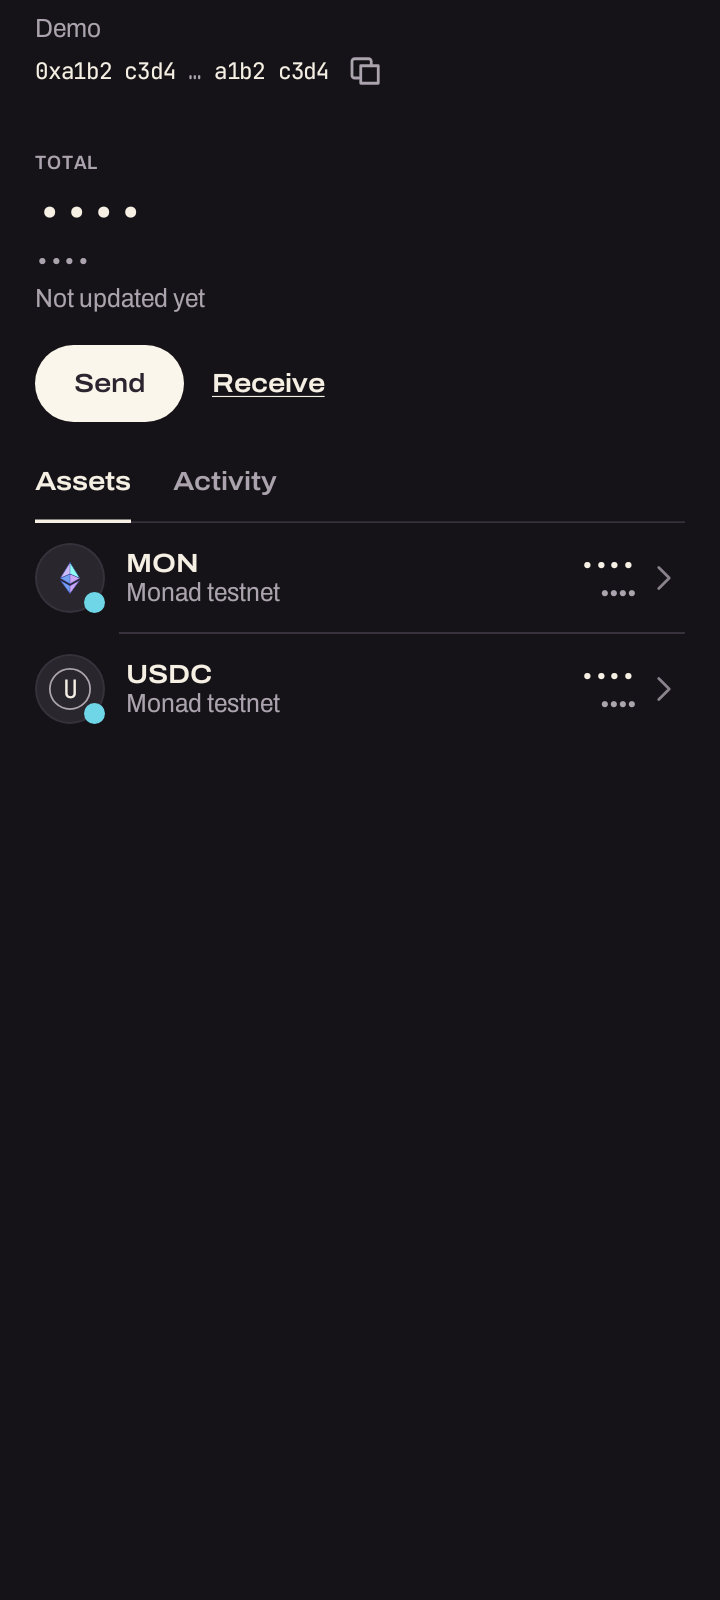 Demo
0xa1b2 c3d4 … a1b2 c3d4
TOTAL
••••
••••
Not updated yet
Send
Receive
Assets
Activity
MON
••••
Monad testnet
••••
U
USDC
••••
Monad testnet
••••